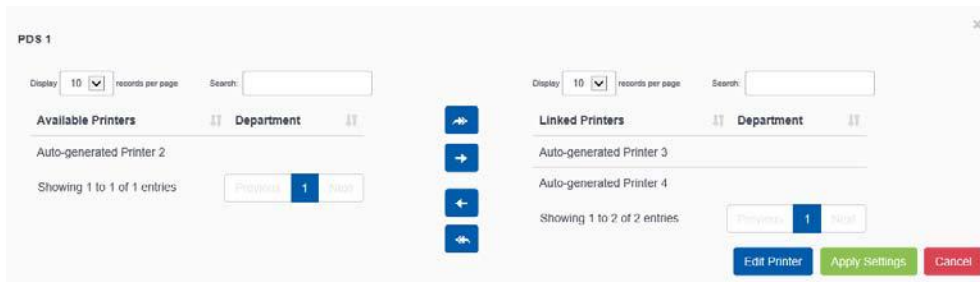 PDS 1
Display 10 records per page Search:
Available Printers Department
Auto-generated Printer 2
Showing 1 to 1 of 1 entries Previous 1 Next
Display 10 records per page Search:
Linked Printers Department
Auto-generated Printer 3
Auto-generated Printer 4
Showing 1 to 2 of 2 entries Previous 1 Next
Edit Printer Apply Settings Cancel